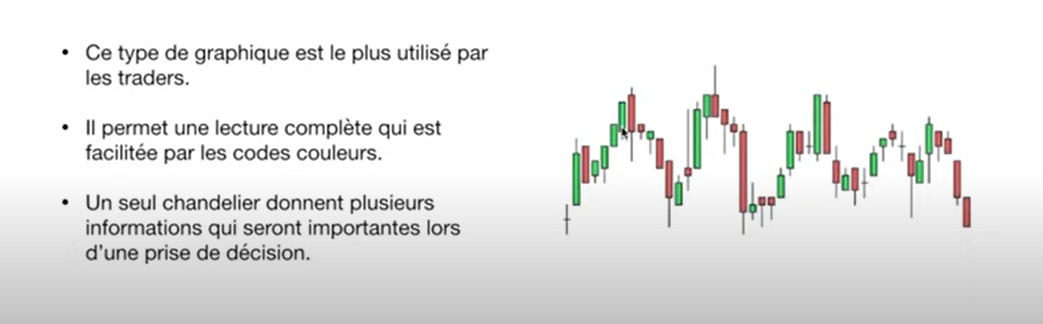 • Ce type de graphique est le plus utilisé par
les traders.
• Il permet une lecture complète qui est
facilitée par les codes couleurs.
• Un seul chandelier donnent plusieurs
informations qui seront importantes lors
d'une prise de décision.